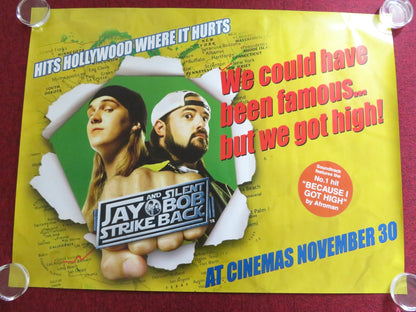 HITS HOLLYWOOD WHERE IT HURTS
We could have
been famous...
but we got high!
Soundtrack
features the
No.1 hit
"BECAUSE I
GOT HIGH"
by Afroman
JAY AND SILENT BOB
STRIKE BACK
AT CINEMAS NOVEMBER 30